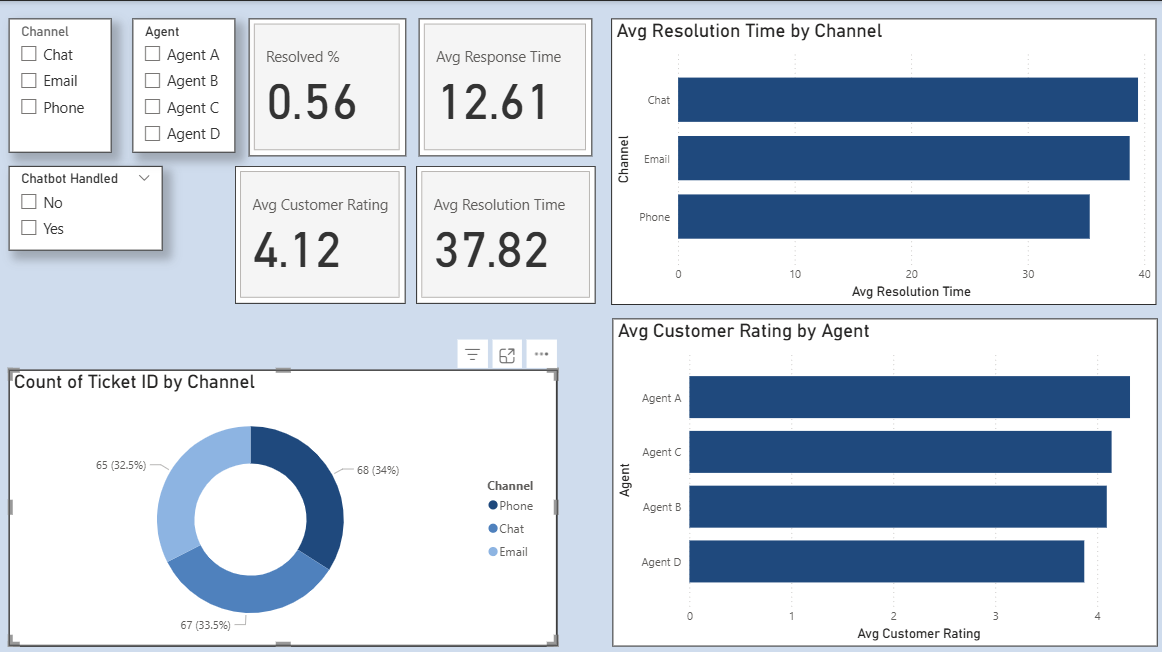 Channel
Chat
Email
Phone
Agent
Agent A
Agent B
Agent C
Agent D
Resolved %
0.56
Avg Response Time
12.61
Chatbot Handled
No
Yes
Avg Customer Rating
4.12
Avg Resolution Time
37.82
Avg Resolution Time by Channel
Channel
Chat
Email
Phone
0 10 20 30 40
Avg Resolution Time
Count of Ticket ID by Channel
65 (32.5%)
68 (34%)
67 (33.5%)
Channel
Phone
Chat
Email
Avg Customer Rating by Agent
Agent
Agent A
Agent C
Agent B
Agent D
0 1 2 3 4
Avg Customer Rating